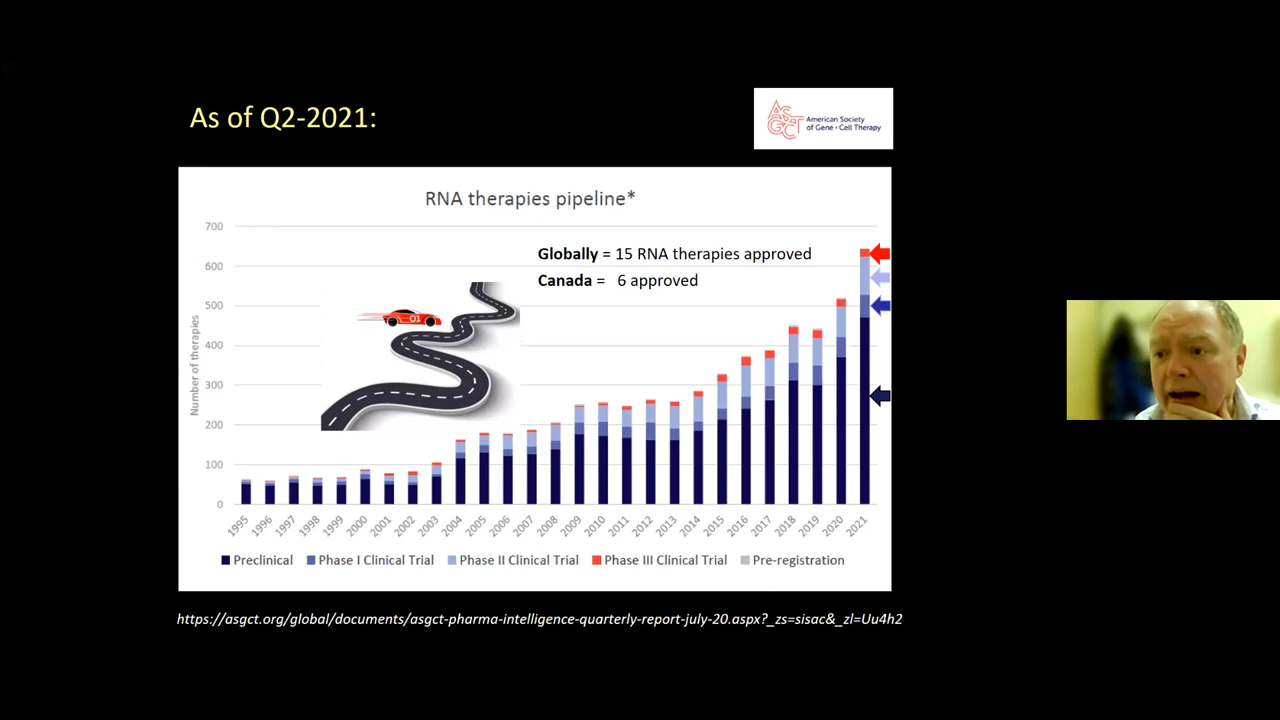 As of Q2-2021:
ASGCT
American Society
of Gene + Cell Therapy
RNA therapies pipeline*
Globally = 15 RNA therapies approved
Canada = 6 approved
Number of therapies
700
600
500
400
300
200
100
0
Q1
1995 1996 1997 1998 1999 2000 2001 2002 2003 2004 2005 2006 2007 2008 2009 2010 2011 2012 2013 2014 2015 2016 2017 2018 2019 2020 2021
Preclinical Phase I Clinical Trial Phase II Clinical Trial Phase III Clinical Trial Pre-registration
https://asgct.org/global/documents/asgct-pharma-intelligence-quarterly-report-july-20.aspx?_zs=sisac&_zl=Uu4h2